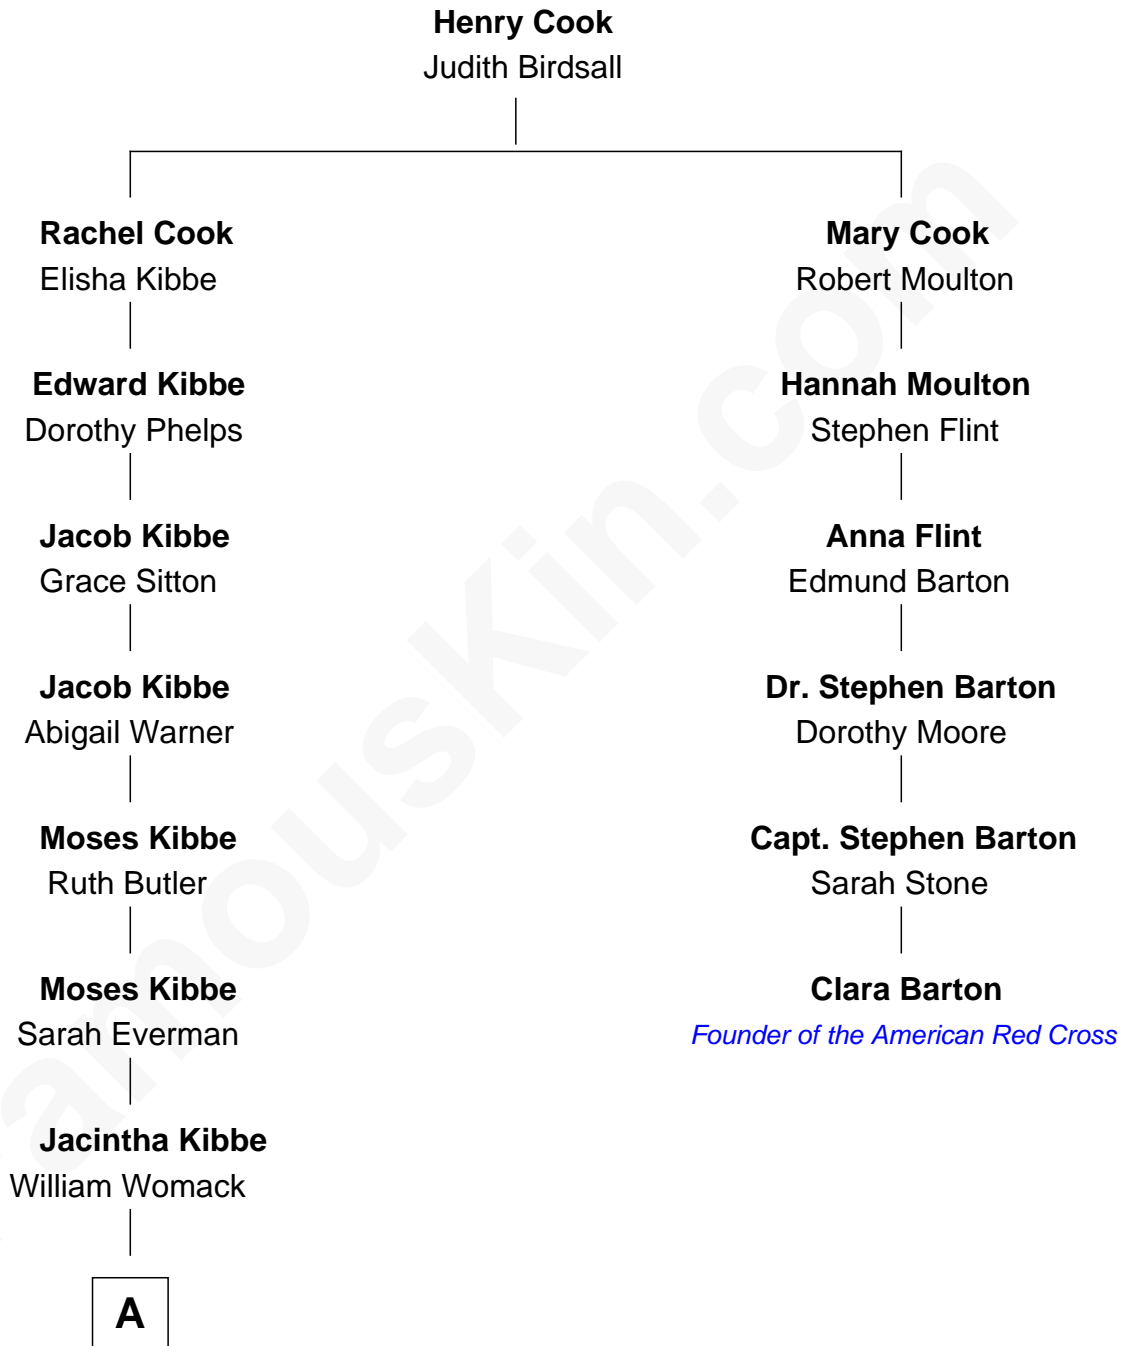 Henry Cook
Judith Birdsall
Rachel Cook
Elisha Kibbe
Mary Cook
Robert Moulton
Edward Kibbe
Dorothy Phelps
Hannah Moulton
Stephen Flint
Jacob Kibbe
Grace Sitton
Anna Flint
Edmund Barton
Jacob Kibbe
Abigail Warner
Dr. Stephen Barton
Dorothy Moore
Moses Kibbe
Ruth Butler
Capt. Stephen Barton
Sarah Stone
Moses Kibbe
Sarah Everman
Clara Barton
Founder of the American Red Cross
Jacintha Kibbe
William Womack
A
amouskin.com